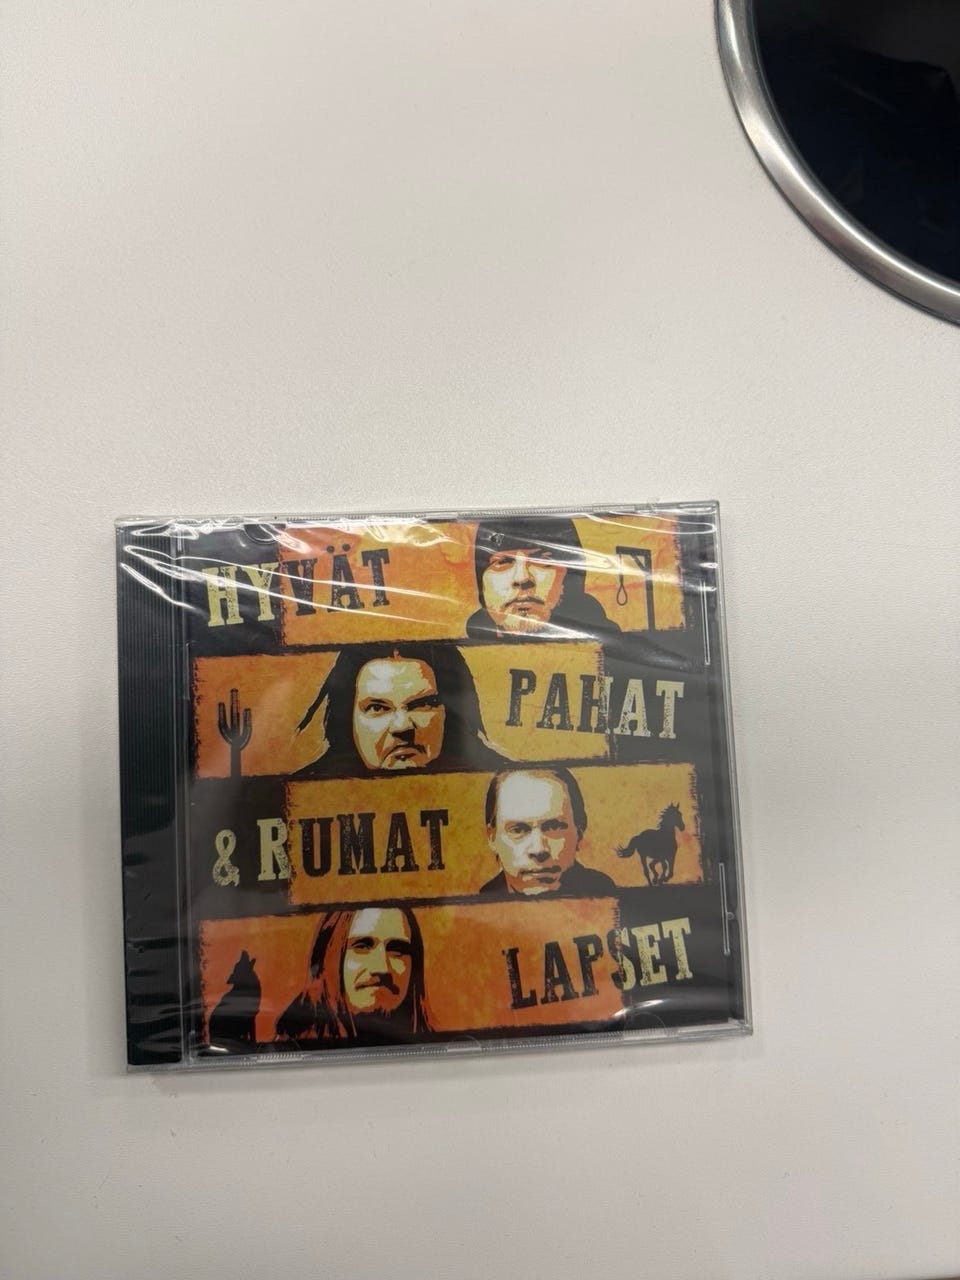 HYVÄT
PAHAT
& RUMAT
LAPSET